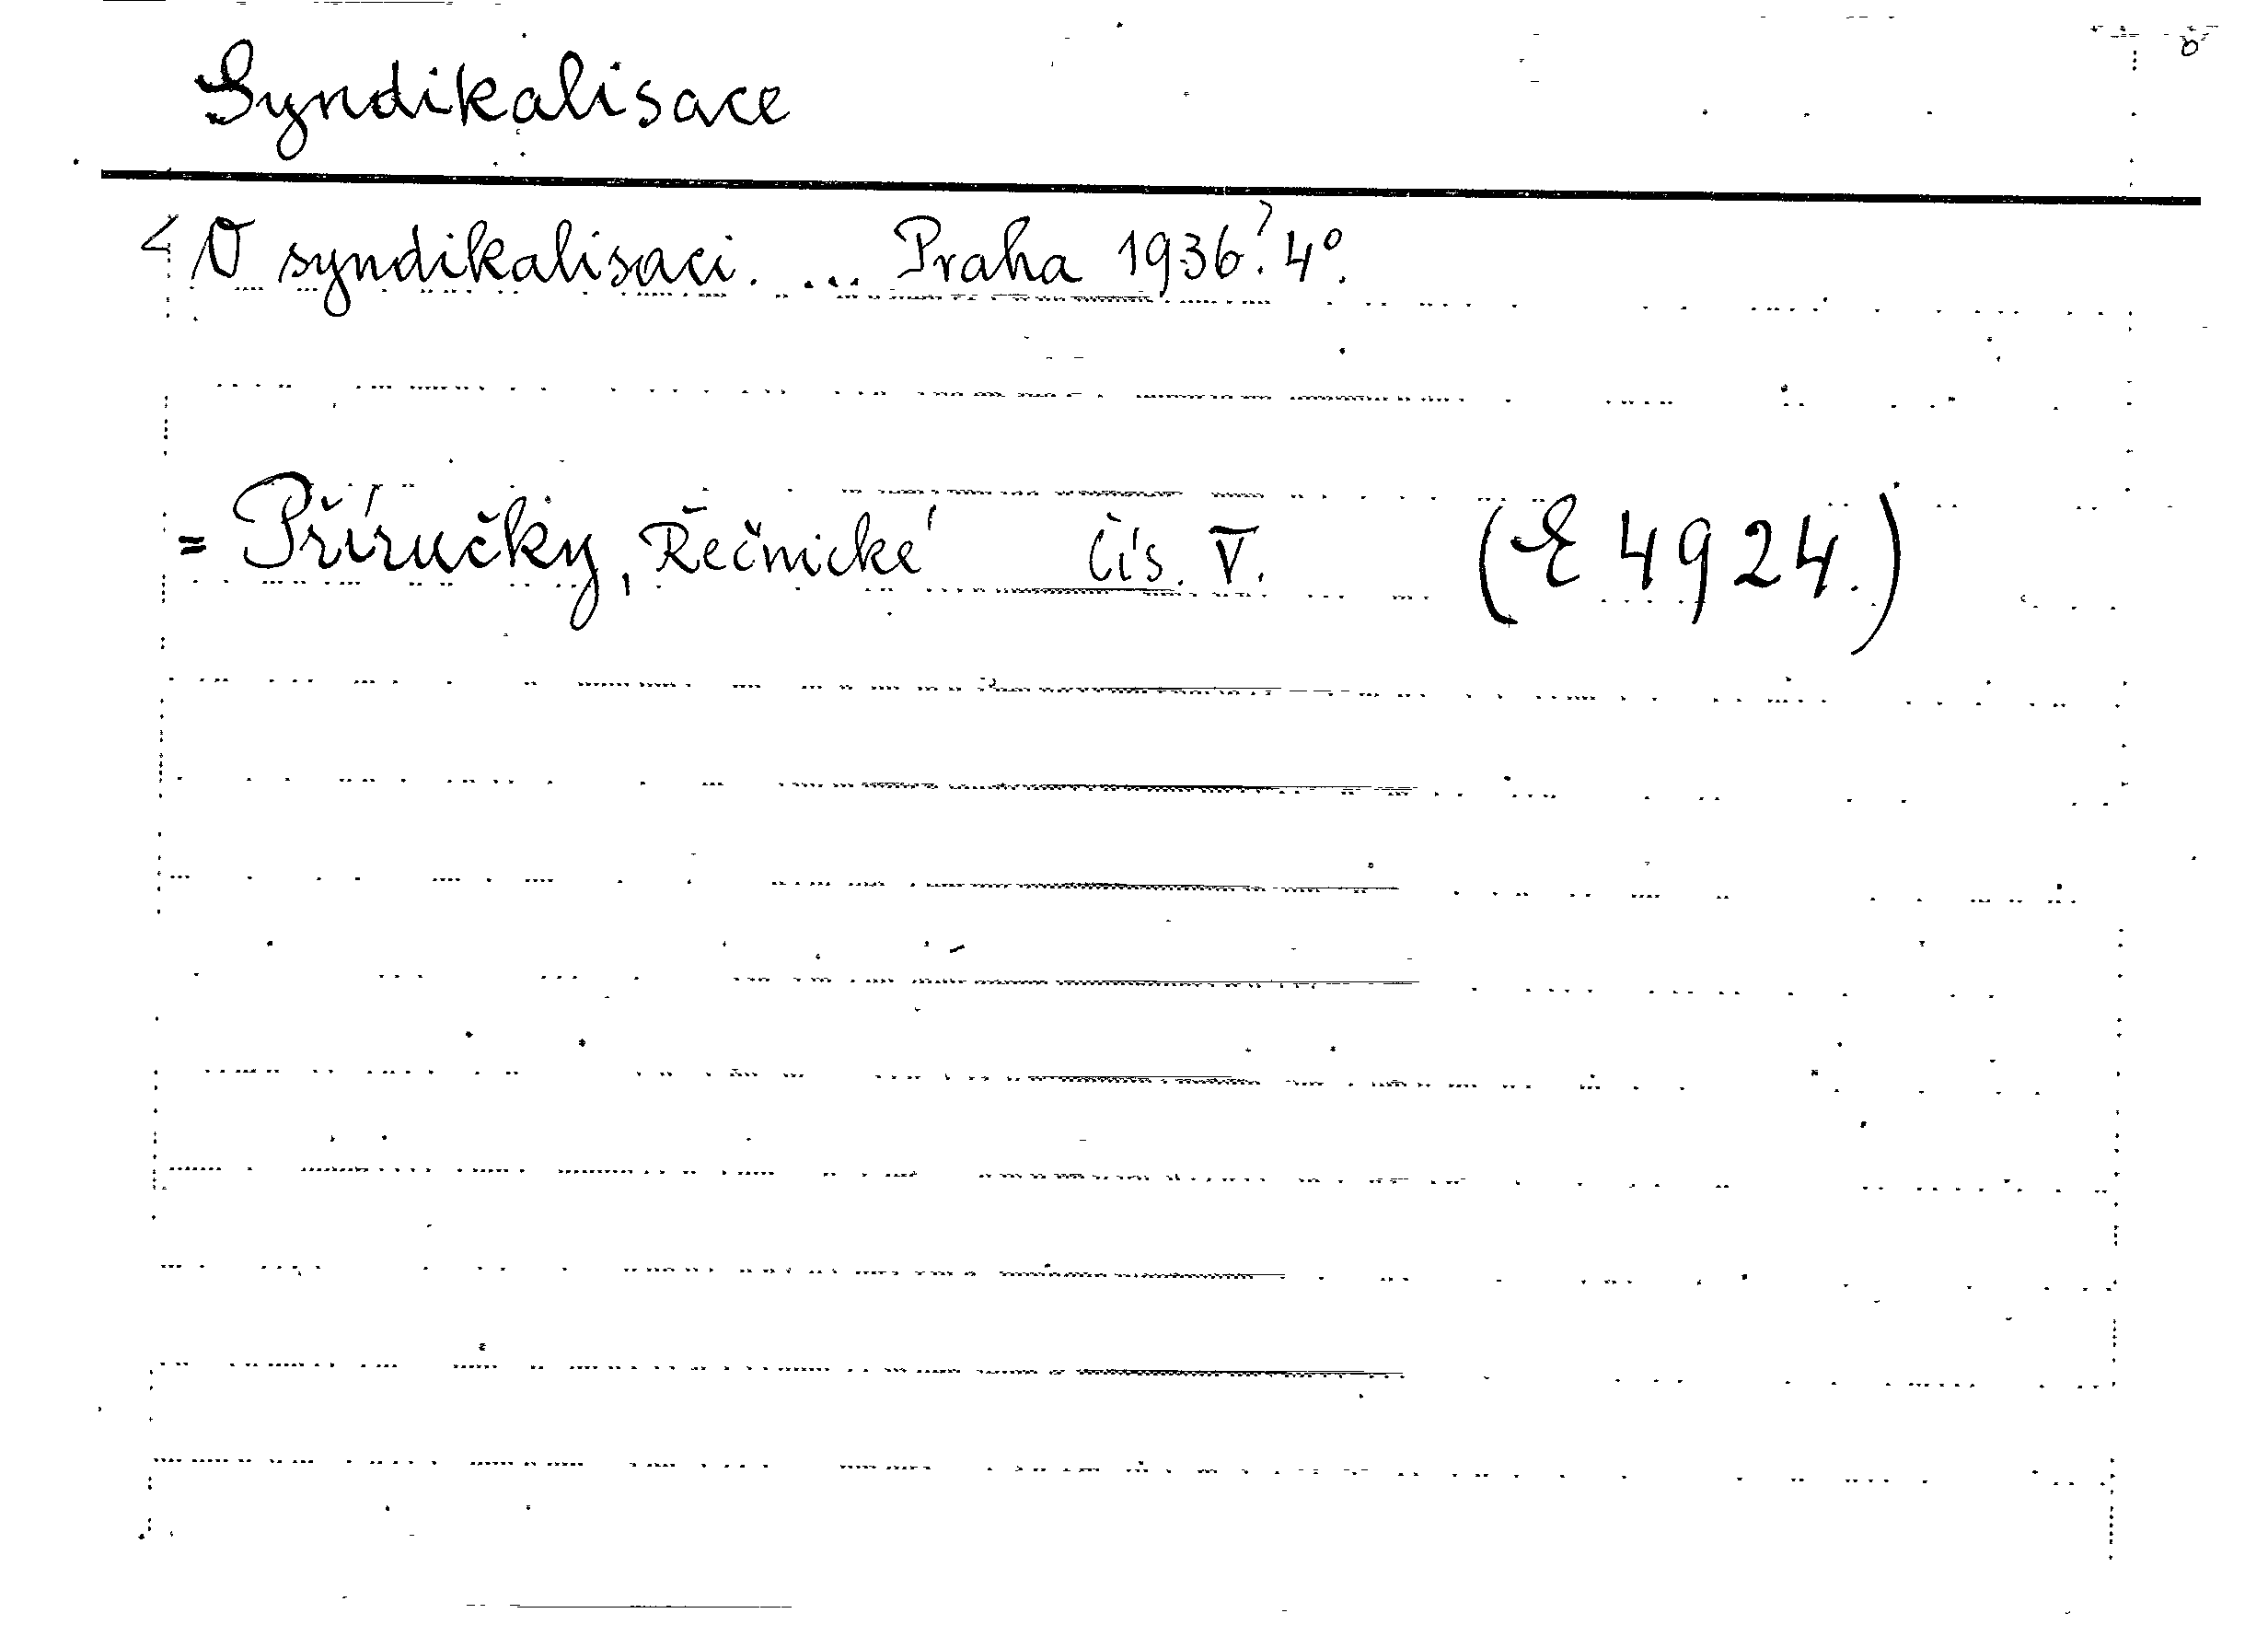 Syndikalisace
< O syndikalisaci. ... Praha 1936? 4°.
= Příručky, Řečnické čís. V. (E 4924.)